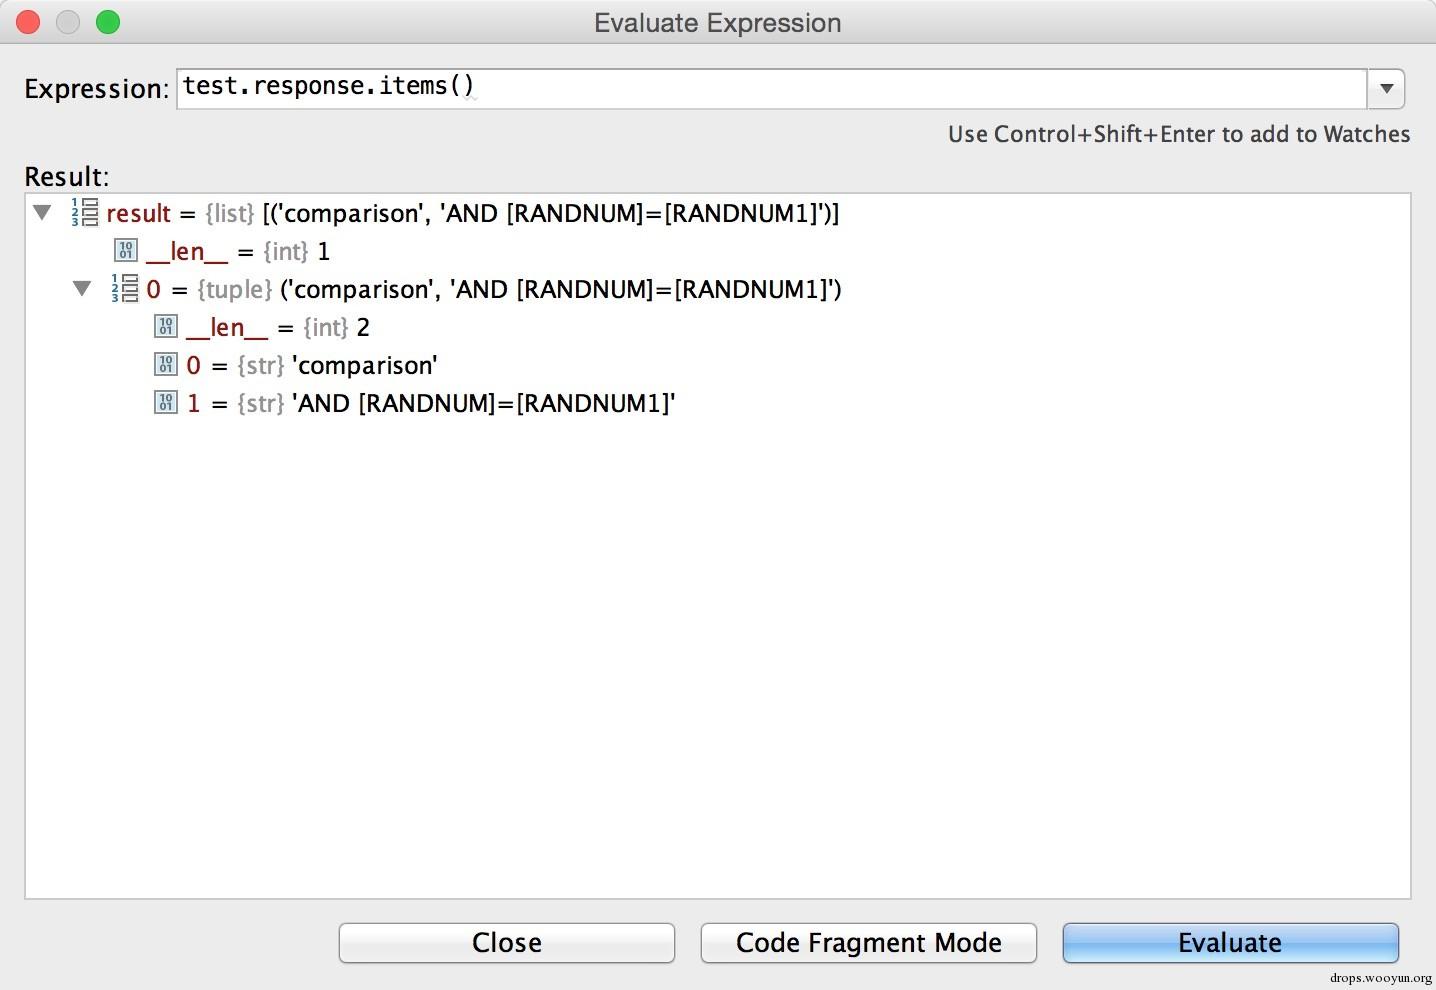 Evaluate Expression
Expression: test.response.items()
Use Control+Shift+Enter to add to Watches
Result:
result = {list} [('comparison', 'AND [RANDNUM]=[RANDNUM1]')]
__len__ = {int} 1
0 = {tuple} ('comparison', 'AND [RANDNUM]=[RANDNUM1]')
__len__ = {int} 2
0 = {str} 'comparison'
1 = {str} 'AND [RANDNUM]=[RANDNUM1]'
Close Code Fragment Mode Evaluate
drops.wooyun.org